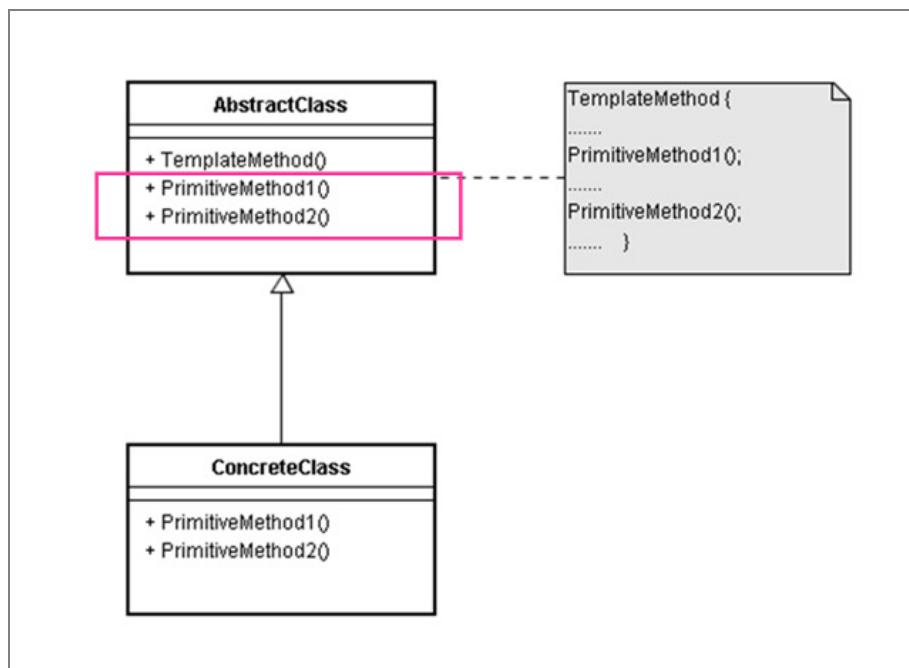 AbstractClass
+ TemplateMethod()
+ PrimitiveMethod1()
+ PrimitiveMethod2()
TemplateMethod {
.......
PrimitiveMethod1();
.......
PrimitiveMethod2();
....... }
ConcreteClass
+ PrimitiveMethod1()
+ PrimitiveMethod2()